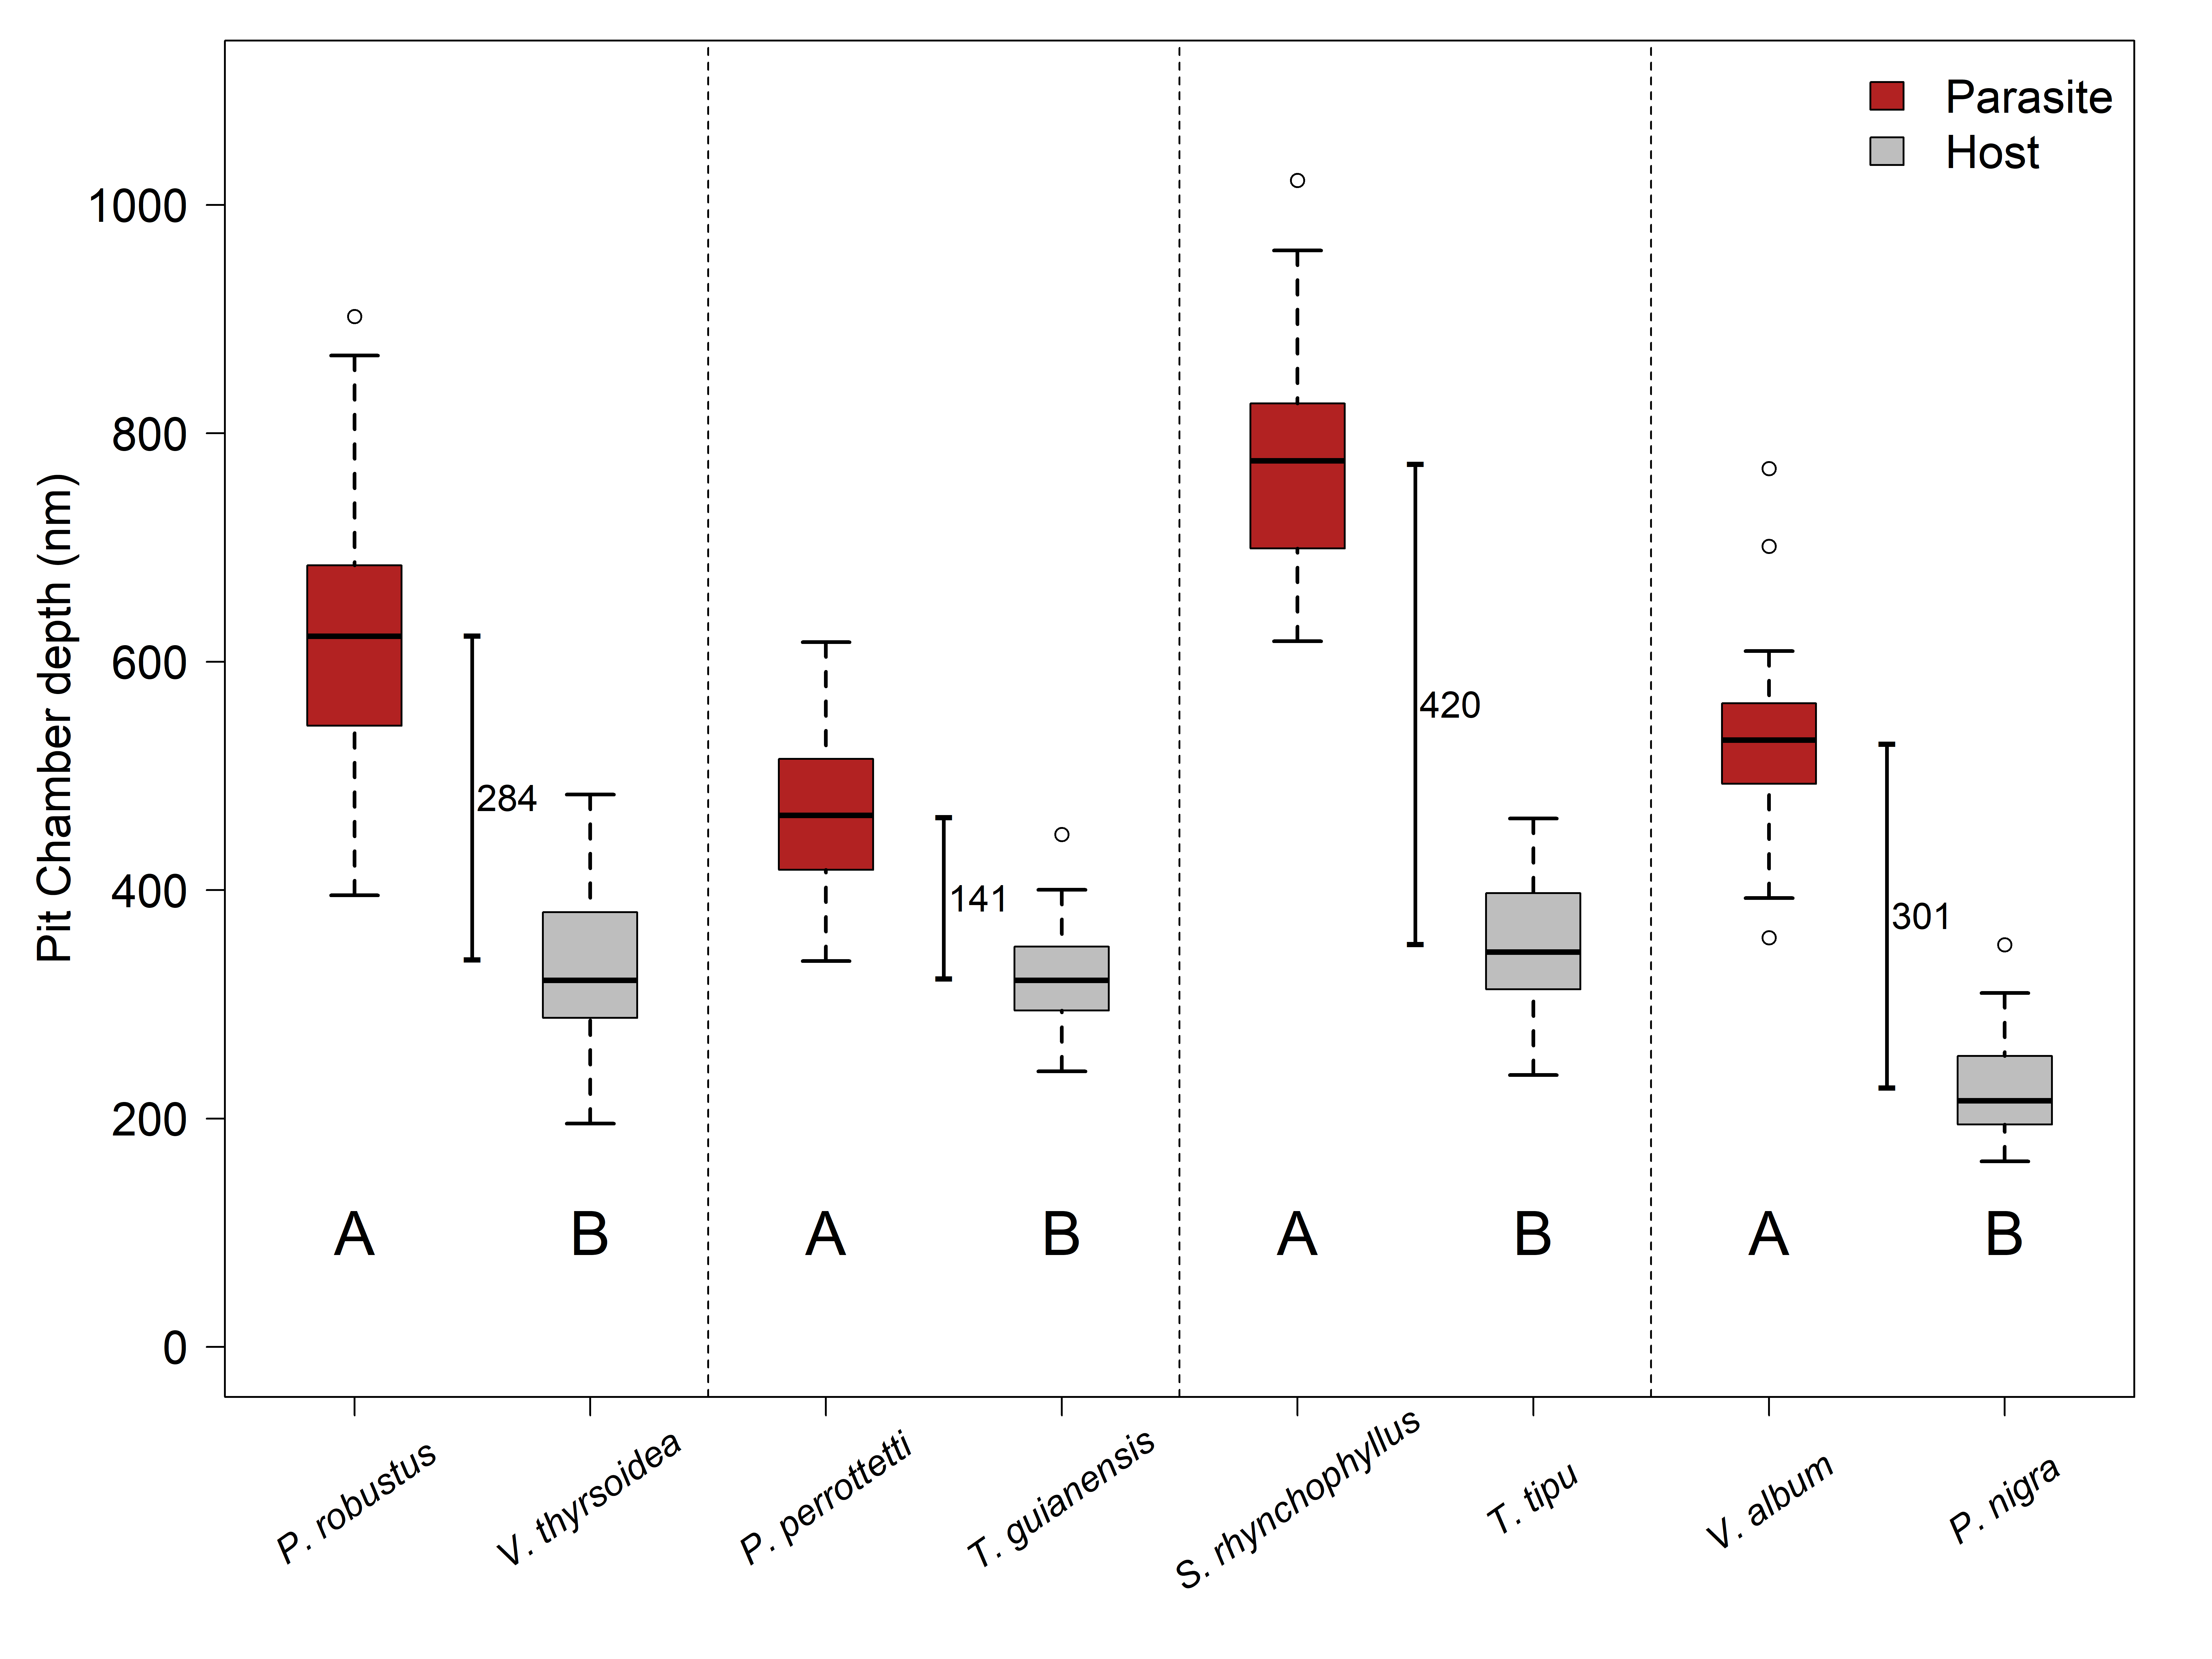 Parasite
Host
Pit Chamber depth (nm)
1000
800
600
400
200
0
284
141
420
301
A B A B A B A B
P. robustus
V. thyrsoidea
P. perrottetti
T. guianensis
S. rhynchophyllus
T. tipu
V. album
P. nigra